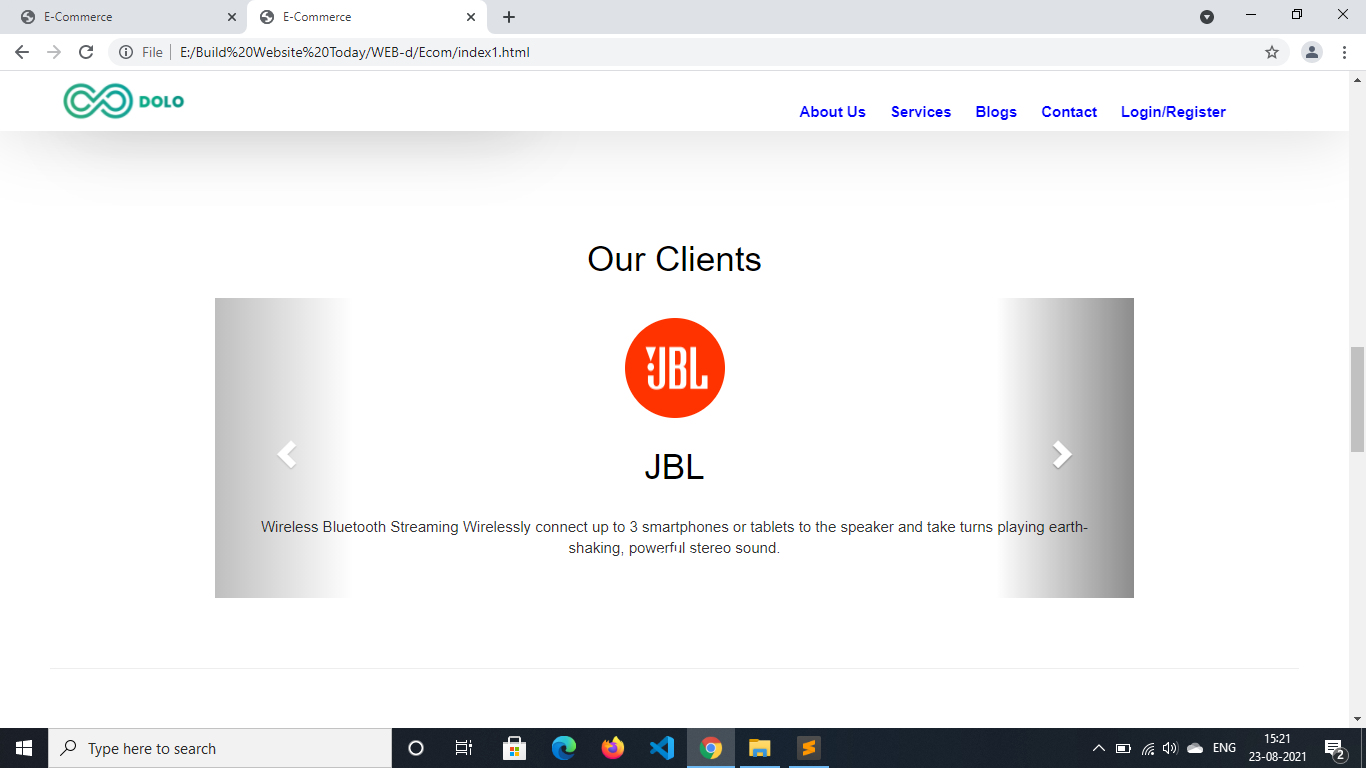 E-Commerce
E-Commerce
File
E:/Build%20Website%20Today/WEB-d/Ecom/index1.html
DOLO
About Us
Services
Blogs
Contact
Login/Register
Our Clients
JBL
JBL
Wireless Bluetooth Streaming Wirelessly connect up to 3 smartphones or tablets to the speaker and take turns playing earth-
shaking, powerful stereo sound.
Type here to search
ENG
15:21
23-08-2021
2